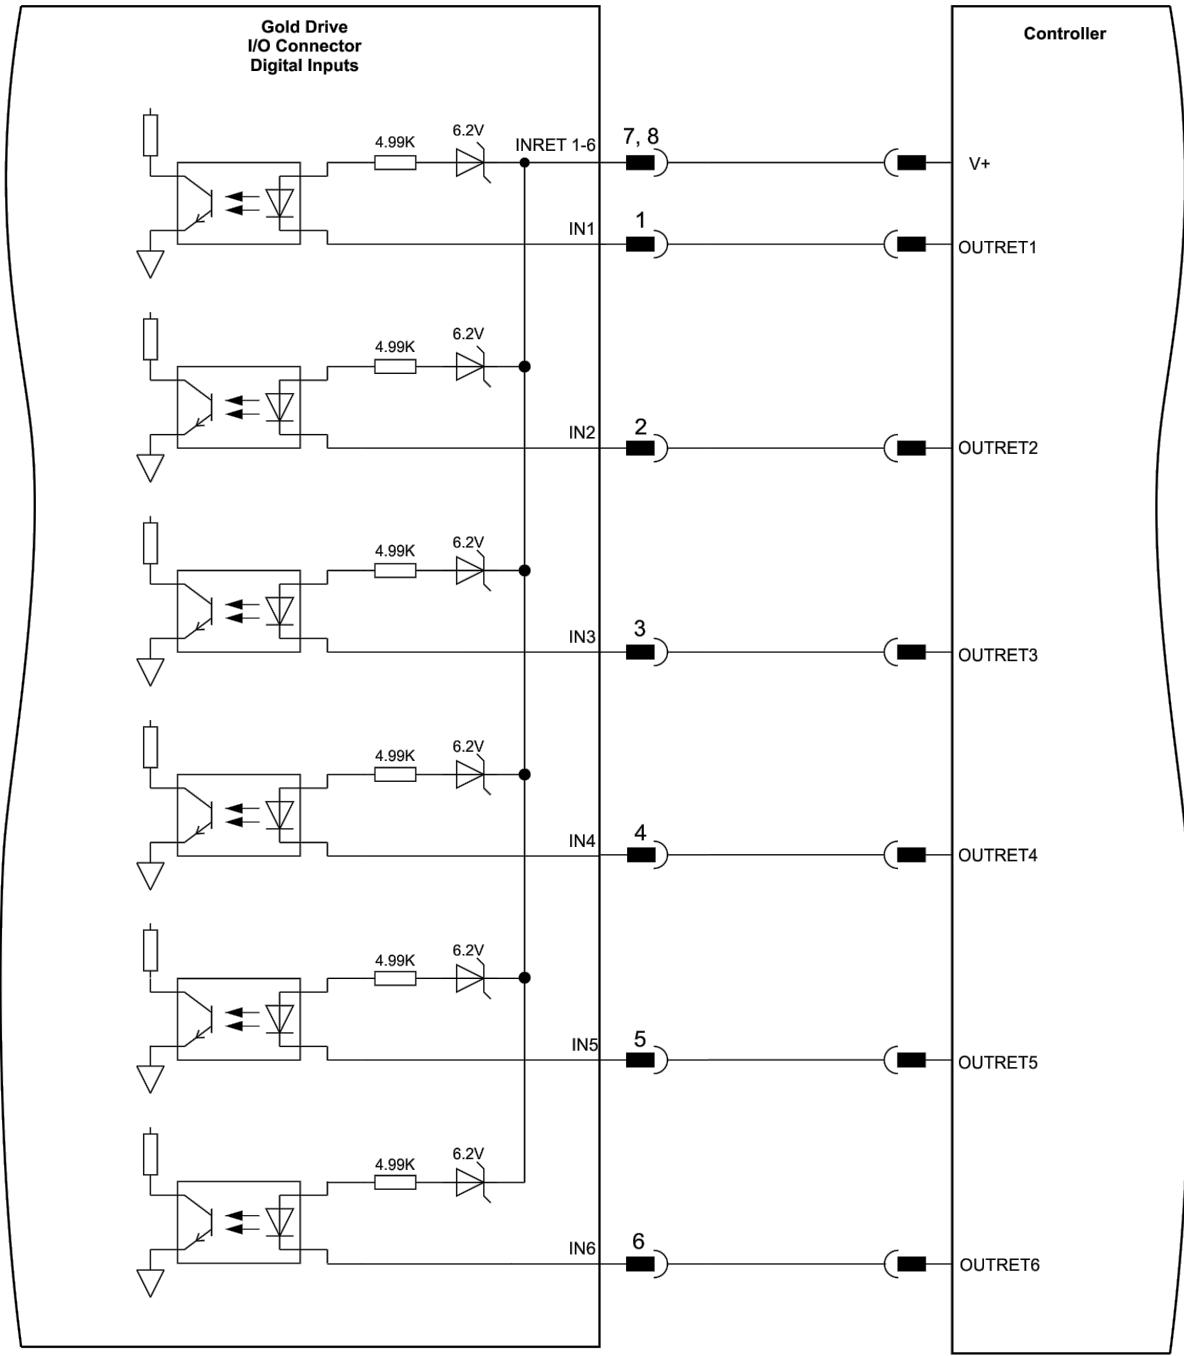 Gold Drive
I/O Connector
Digital Inputs
Controller
4.99K
6.2V
INRET 1-6
7, 8
V+
IN1
1
OUTRET1
4.99K
6.2V
IN2
2
OUTRET2
4.99K
6.2V
IN3
3
OUTRET3
4.99K
6.2V
IN4
4
OUTRET4
4.99K
6.2V
IN5
5
OUTRET5
4.99K
6.2V
IN6
6
OUTRET6